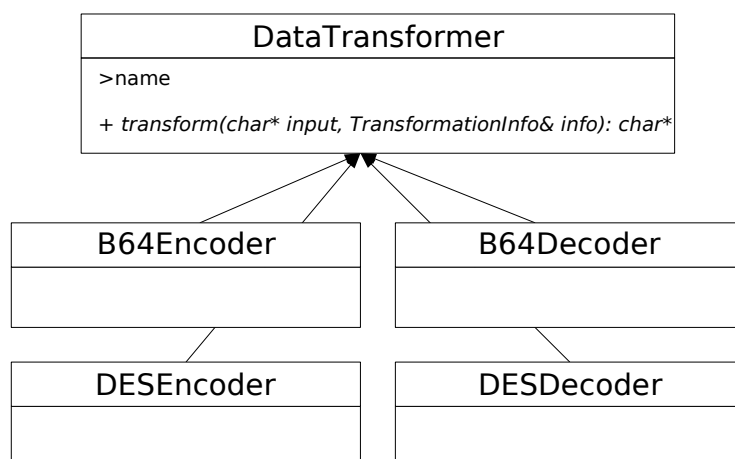 DataTransformer
>name
+ transform(char* input, TransformationInfo& info): char*
B64Encoder
B64Decoder
DESEncoder
DESDecoder